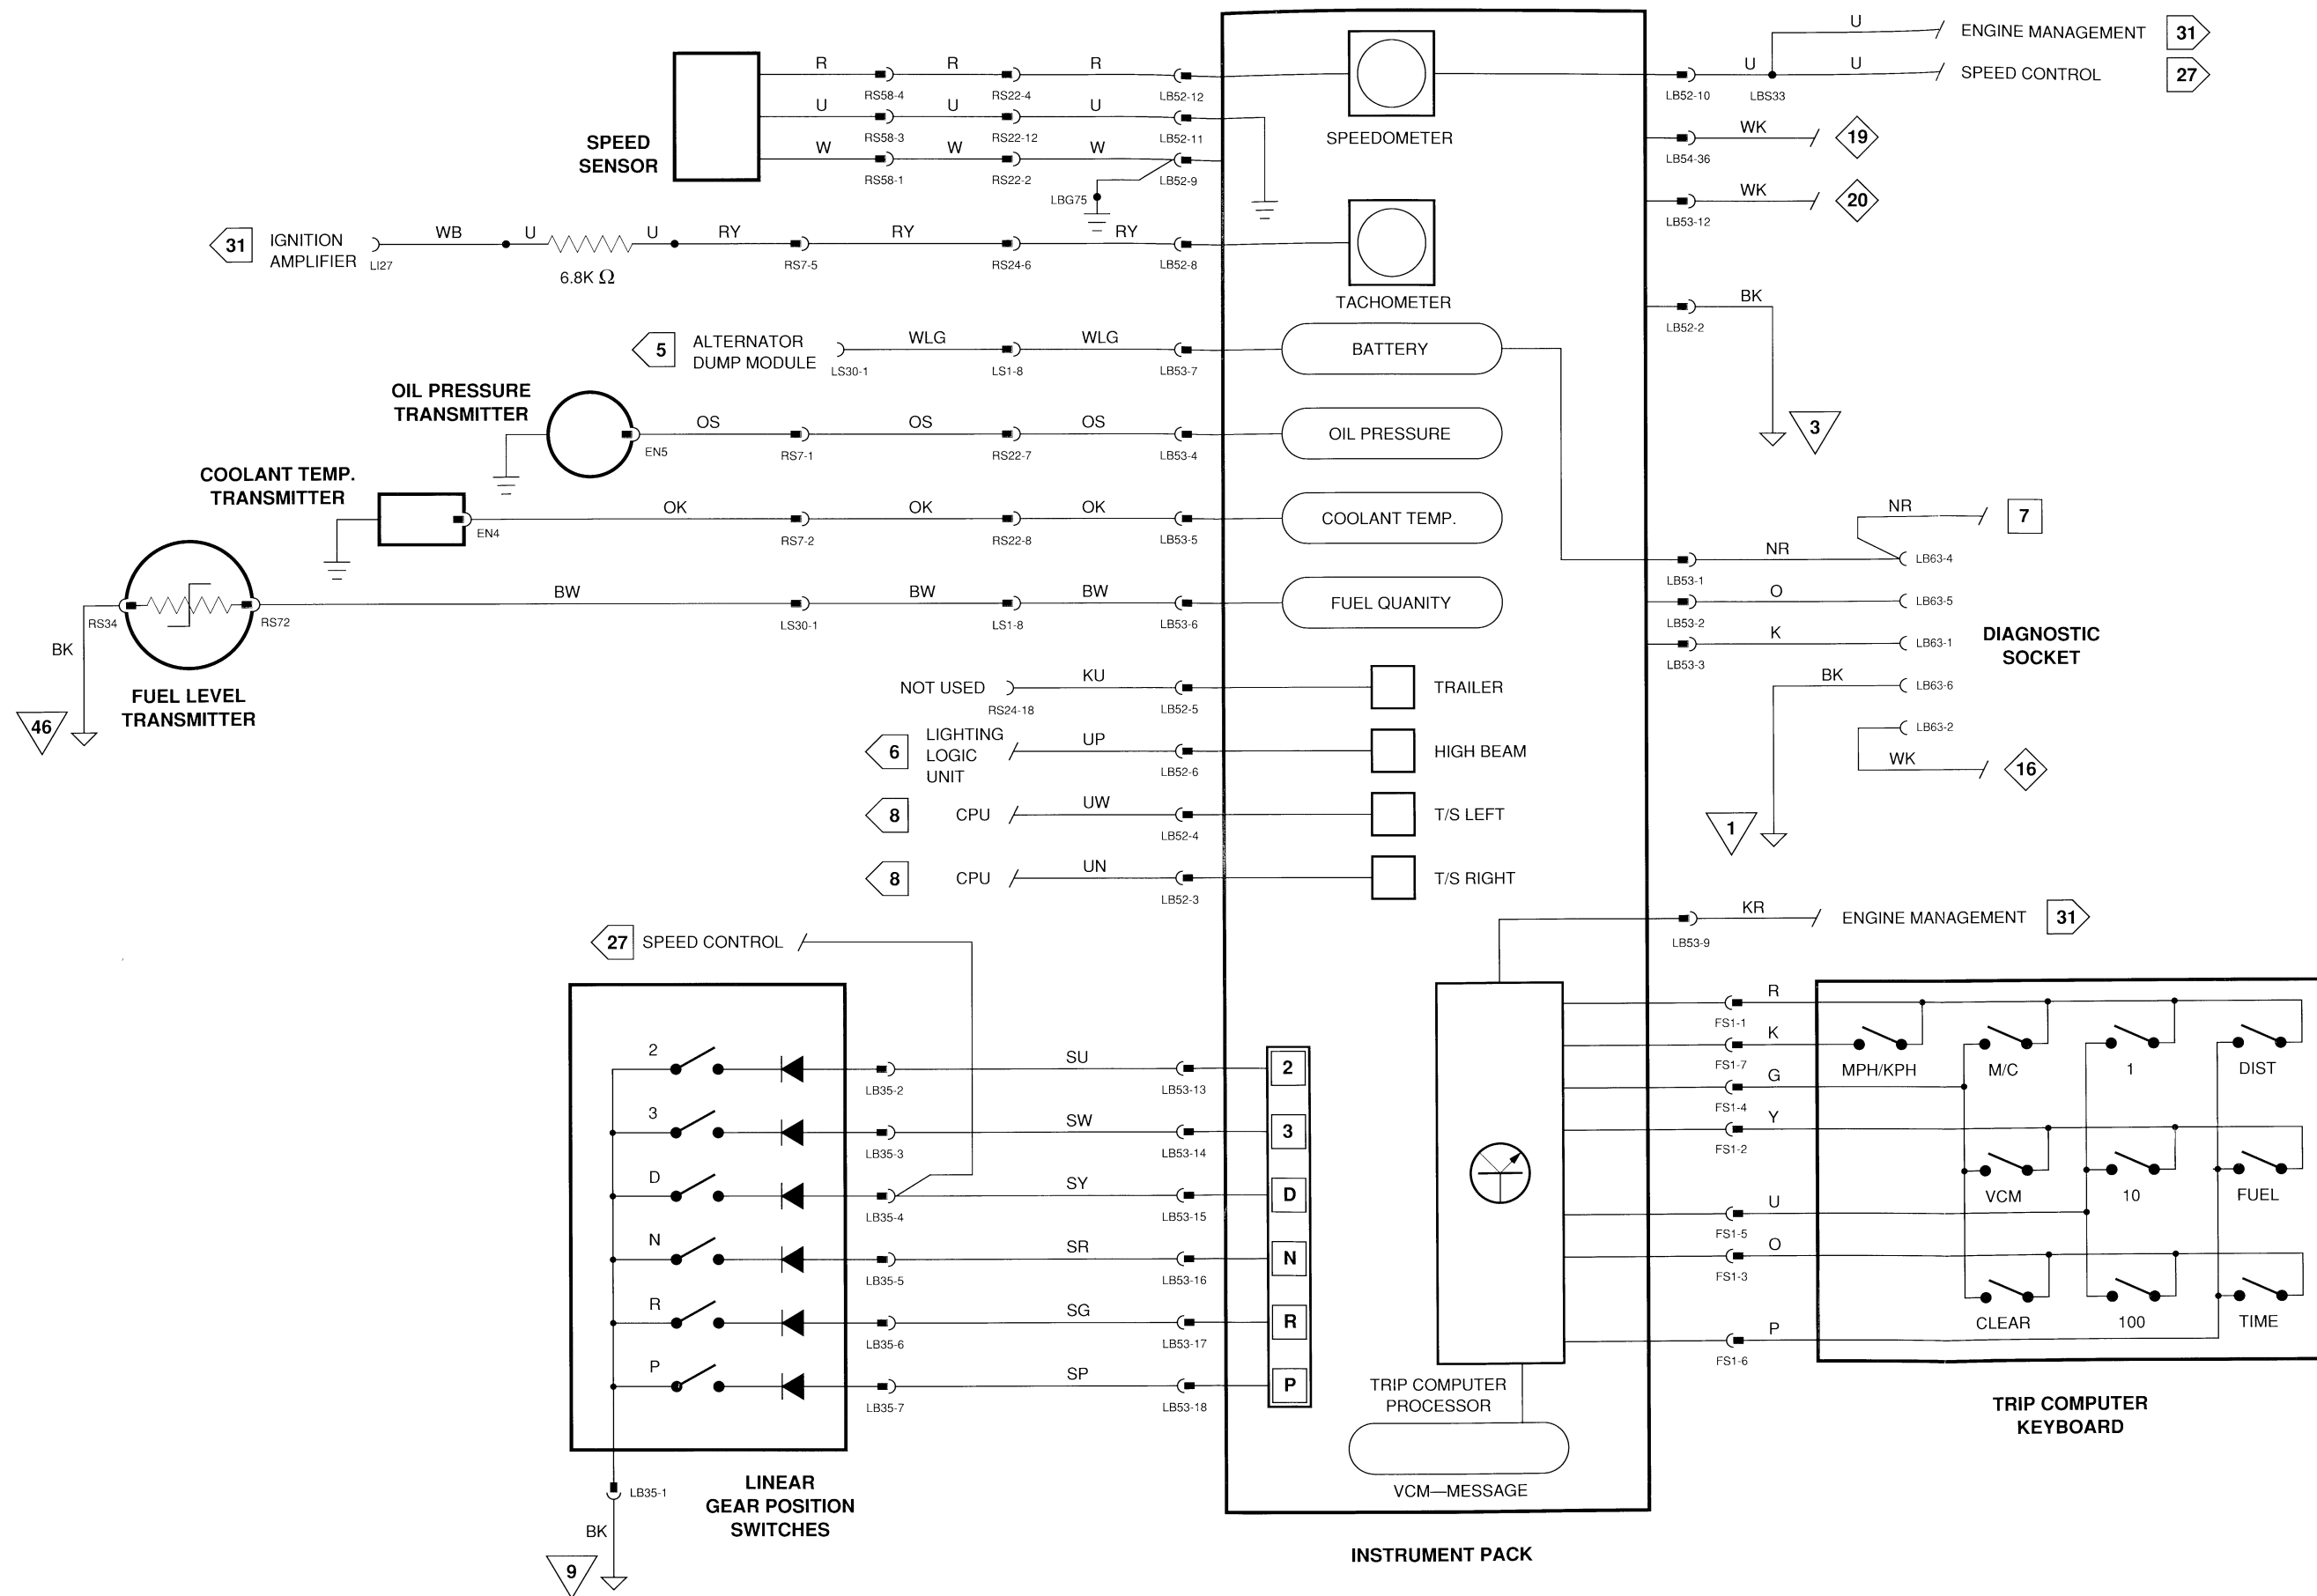 U
ENGINE MANAGEMENT 31
R R R
RS58-4 RS22-4 LB52-12
U U
LB52-10 LBS33
SPEED CONTROL 27
U U U
RS58-3 RS22-12 LB52-11
SPEEDOMETER
WK 19
LB54-36
SPEED
SENSOR
W W W
RS58-1 RS22-2 LB52-9
LBG75
WK 20
LB53-12
31 IGNITION
AMPLIFIER LI27
WB U U RY RY RY
6.8K Ω
RS7-5 RS24-6 LB52-8
TACHOMETER
BK
LB52-2
3
5 ALTERNATOR
DUMP MODULE
WLG WLG
LS30-1 LS1-8 LB53-7
BATTERY
OIL PRESSURE
TRANSMITTER
OS OS OS
EN5 RS7-1 RS22-7 LB53-4
OIL PRESSURE
COOLANT TEMP.
TRANSMITTER
OK OK OK
EN4 RS7-2 RS22-8 LB53-5
COOLANT TEMP.
NR 7
NR
LB53-1 LB63-4
O
LB53-2 LB63-5
K
LB53-3 LB63-1
BK LB63-6
LB63-2
WK 16
1
DIAGNOSTIC
SOCKET
BW BW BW
RS34 RS72 LS30-1 LS1-8 LB53-6
FUEL QUANITY
BK
46
FUEL LEVEL
TRANSMITTER
NOT USED KU
RS24-18 LB52-5
TRAILER
6 LIGHTING
LOGIC
UNIT
UP
LB52-6
HIGH BEAM
8 CPU UW
LB52-4
T/S LEFT
8 CPU UN
LB52-3
T/S RIGHT
KR
LB53-9
ENGINE MANAGEMENT 31
27 SPEED CONTROL
2 SU 2
LB35-2 LB53-13
3 SW 3
LB35-3 LB53-14
D SY D
LB35-4 LB53-15
N SR N
LB35-5 LB53-16
R SG R
LB35-6 LB53-17
P SP P
LB35-7 LB53-18
LB35-1
BK
9
LINEAR
GEAR POSITION
SWITCHES
R
FS1-1
K
FS1-7
G
FS1-4
Y
FS1-2
U
FS1-5
O
FS1-3
P
FS1-6
MPH/KPH M/C 1 DIST
VCM 10 FUEL
CLEAR 100 TIME
TRIP COMPUTER
KEYBOARD
TRIP COMPUTER
PROCESSOR
VCM—MESSAGE
INSTRUMENT PACK